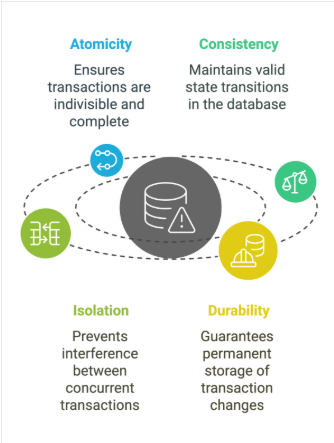 Atomicity
Ensures
transactions are
indivisible and
complete
Consistency
Maintains valid
state transitions
in the database
Isolation
Prevents
interference
between
concurrent
transactions
Durability
Guarantees
permanent
storage of
transaction
changes